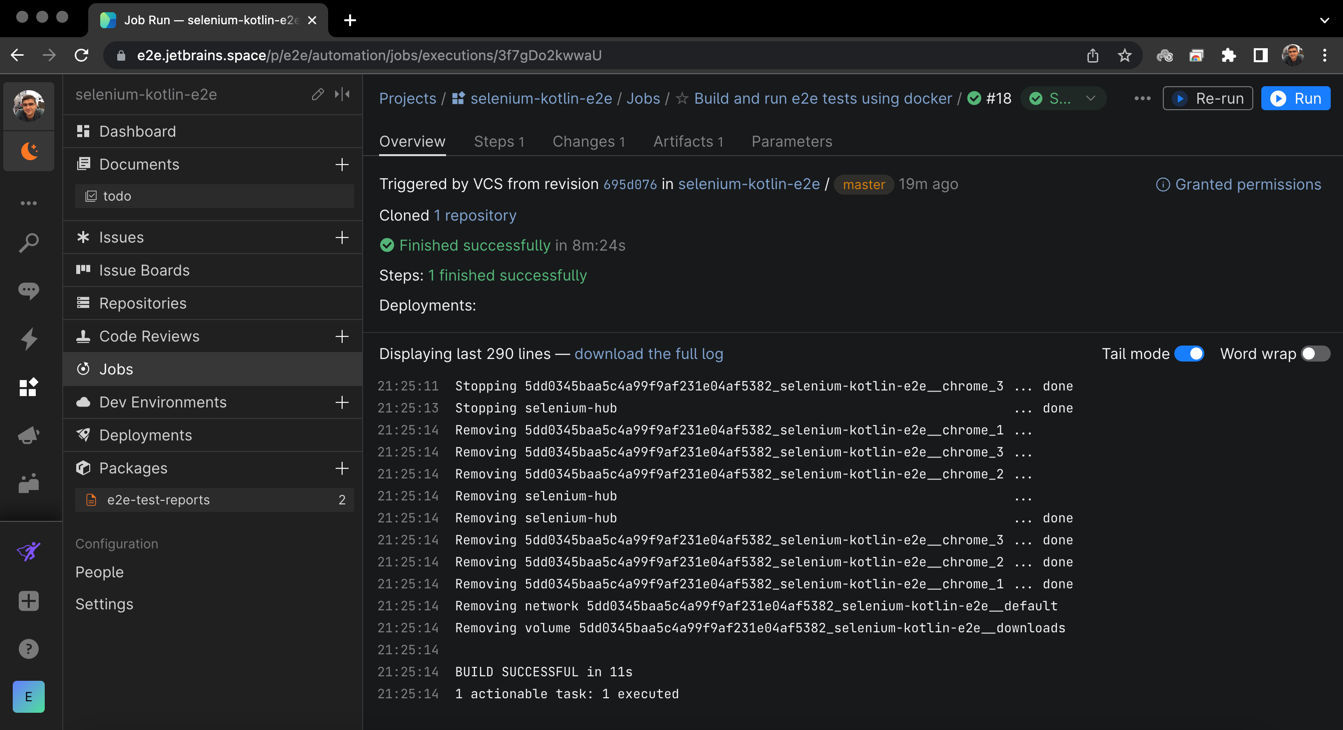 Job Run — selenium-kotlin-e2e
e2e.jetbrains.space/p/e2e/automation/jobs/executions/3f7gDo2kwwaU
selenium-kotlin-e2e
Dashboard
Documents
todo
Issues
Issue Boards
Repositories
Code Reviews
Jobs
Dev Environments
Deployments
Packages
e2e-test-reports 2
Configuration
People
Settings
E
Projects / selenium-kotlin-e2e / Jobs / Build and run e2e tests using docker / #18 S... Re-run Run
Overview Steps 1 Changes 1 Artifacts 1 Parameters
Triggered by VCS from revision 695d076 in selenium-kotlin-e2e / master 19m ago Granted permissions
Cloned 1 repository
Finished successfully in 8m:24s
Steps: 1 finished successfully
Deployments:
Displaying last 290 lines — download the full log Tail mode Word wrap
21:25:11 Stopping 5dd0345baa5c4a99f9af231e04af5382_selenium-kotlin-e2e__chrome_3 ... done
21:25:13 Stopping selenium-hub ... done
21:25:14 Removing 5dd0345baa5c4a99f9af231e04af5382_selenium-kotlin-e2e__chrome_1 ...
21:25:14 Removing 5dd0345baa5c4a99f9af231e04af5382_selenium-kotlin-e2e__chrome_3 ...
21:25:14 Removing 5dd0345baa5c4a99f9af231e04af5382_selenium-kotlin-e2e__chrome_2 ...
21:25:14 Removing selenium-hub ...
21:25:14 Removing selenium-hub ... done
21:25:14 Removing 5dd0345baa5c4a99f9af231e04af5382_selenium-kotlin-e2e__chrome_3 ... done
21:25:14 Removing 5dd0345baa5c4a99f9af231e04af5382_selenium-kotlin-e2e__chrome_2 ... done
21:25:14 Removing 5dd0345baa5c4a99f9af231e04af5382_selenium-kotlin-e2e__chrome_1 ... done
21:25:14 Removing network 5dd0345baa5c4a99f9af231e04af5382_selenium-kotlin-e2e__default
21:25:14 Removing volume 5dd0345baa5c4a99f9af231e04af5382_selenium-kotlin-e2e__downloads
21:25:14
21:25:14 BUILD SUCCESSFUL in 11s
21:25:14 1 actionable task: 1 executed